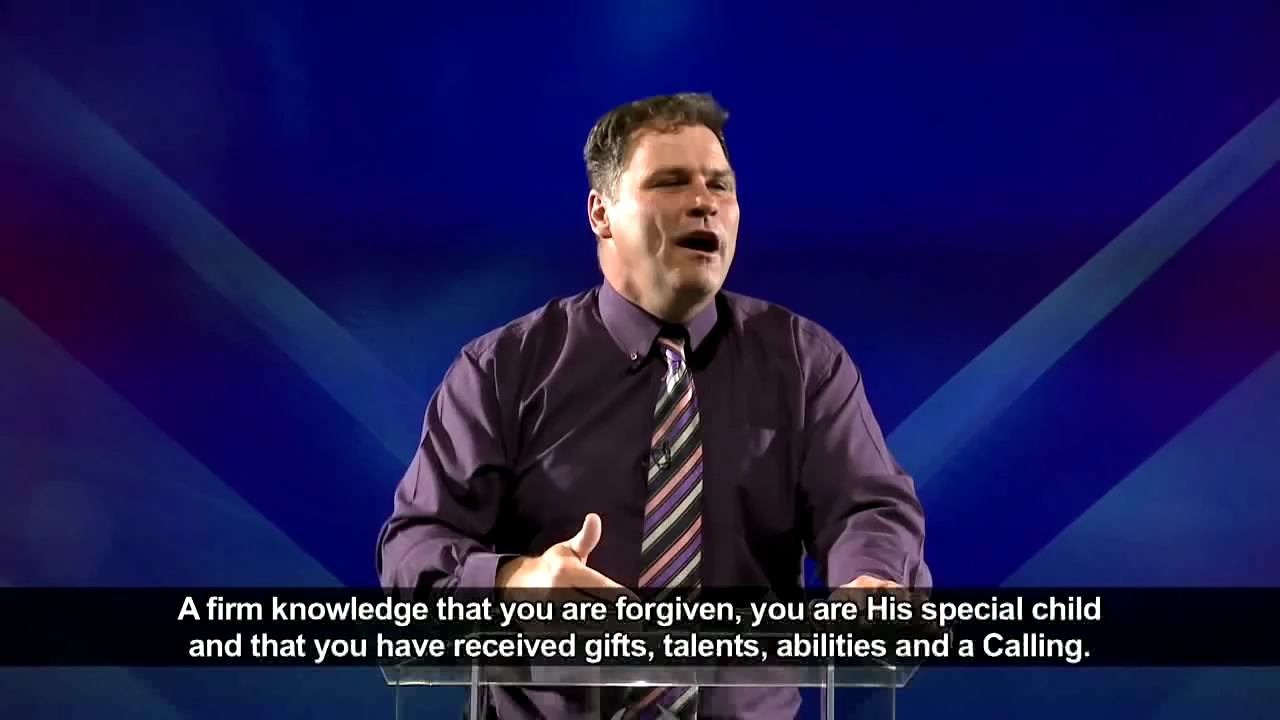 A firm knowledge that you are forgiven, you are His special child
and that you have received gifts, talents, abilities and a Calling.